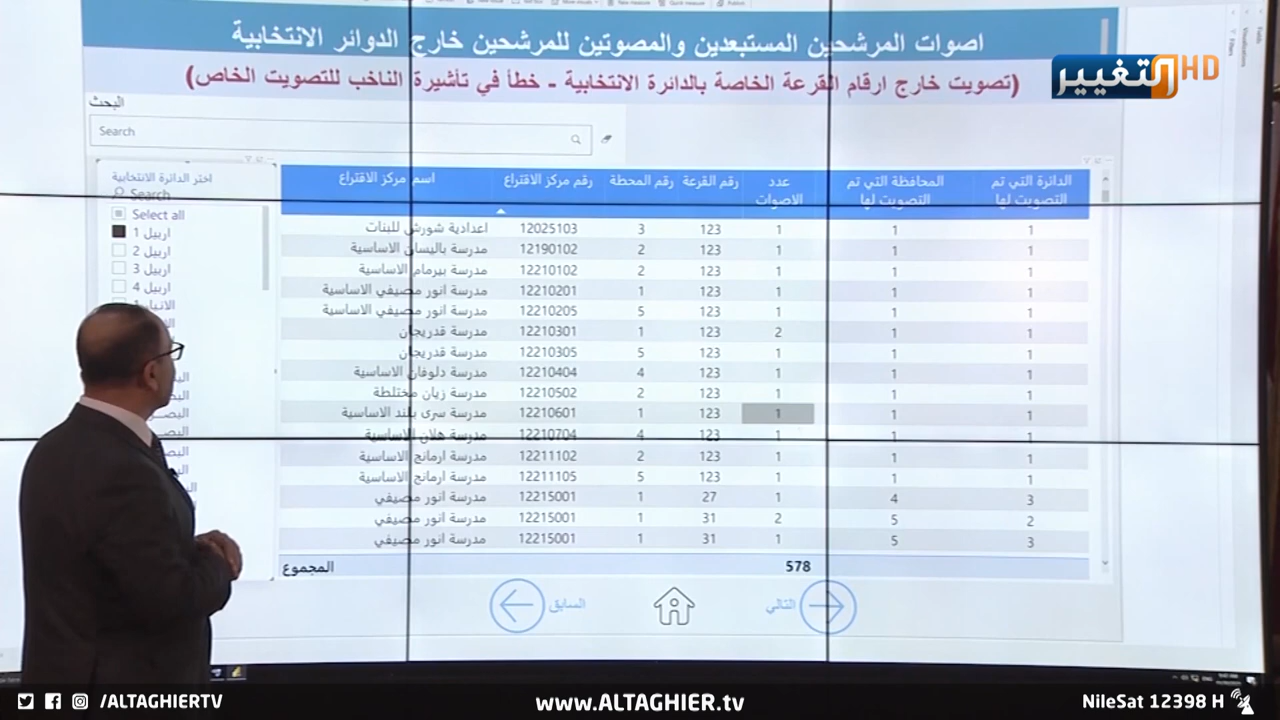 اصوات المرشحين المستبعدين والمصوتين للمرشحين خارج الدوائر الانتخابية
(تصويت خارج ارقام القرعة الخاصة بالدائرة الانتخابية - خطأ في تأشيرة الناخب للتصويت الخاص)
التغيير HD
البحث
Search
اختر الدائرة الانتخابية
Search
Select all
اربيل 1
اربيل 2
اربيل 3
اربيل 4
اسم مركز الاقتراع رقم مركز الاقتراع رقم المحطة رقم القرعة عدد الاصوات المحافظة التي تم التصويت لها الدائرة التي تم التصويت لها
اعدادية شورش للبنات 12025103 3 123 1 1 1
مدرسة باليسان الاساسية 12190102 2 123 1 1 1
مدرسة بيرمام الاساسية 12210102 2 123 1 1 1
مدرسة انور مصيفي الاساسية 12210201 1 123 1 1 1
مدرسة انور مصيفي الاساسية 12210205 5 123 1 1 1
مدرسة قدريجان 12210301 1 123 2 1 1
مدرسة قدريجان 12210305 5 123 1 1 1
مدرسة دلوفان الاساسية 12210404 4 123 1 1 1
مدرسة زيان مختلطة 12210502 2 123 1 1 1
مدرسة سرى بلند الاساسية 12210601 1 123 1 1 1
مدرسة هلان الاساسية 12210704 4 123 1 1 1
مدرسة ارمانج الاساسية 12211102 2 123 1 1 1
مدرسة ارمانج الاساسية 12211105 5 123 1 1 1
مدرسة انور مصيفي 12215001 1 27 1 4 3
مدرسة انور مصيفي 12215001 1 31 2 5 2
مدرسة انور مصيفي 12215001 1 31 1 5 3
المجموع 578
السابق
التالي
/ALTAGHIERTV
www.ALTAGHIER.tv
NileSat 12398 H